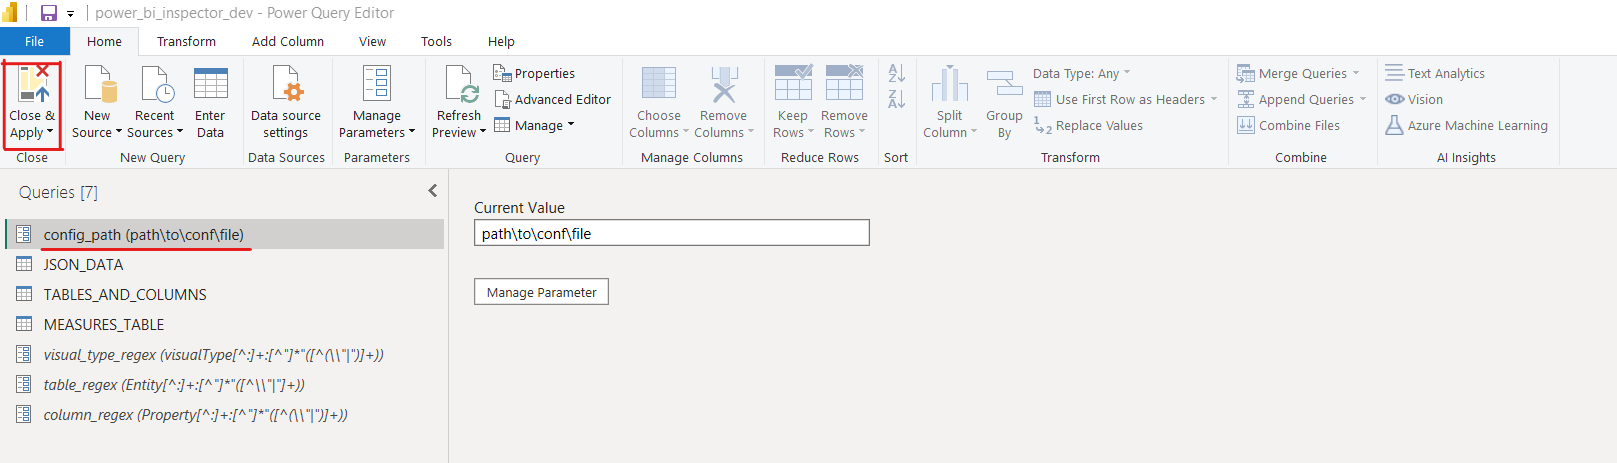 power_bi_inspector_dev - Power Query Editor
File Home Transform Add Column View Tools Help
Close & Apply
New Source
Recent Sources
Enter Data
Data source settings
Manage Parameters
Refresh Preview
Properties
Advanced Editor
Manage
Choose Columns
Remove Columns
Keep Rows
Remove Rows
Split Column
Group By
Data Type: Any
Use First Row as Headers
Replace Values
Merge Queries
Append Queries
Combine Files
Text Analytics
Vision
Azure Machine Learning
Close New Query Data Sources Parameters Query Manage Columns Reduce Rows Sort Transform Combine AI Insights
Queries [7]
config_path (path\to\conf\file)
JSON_DATA
TABLES_AND_COLUMNS
MEASURES_TABLE
visual_type_regex (visualType[^:]+:[^"]*"([^(\\"|")]+))
table_regex (Entity[^:]+:[^"]*"([^\\"|"]+))
column_regex (Property[^:]+:[^"]*"([^(\\"|")]+))
Current Value
path\to\conf\file
Manage Parameter